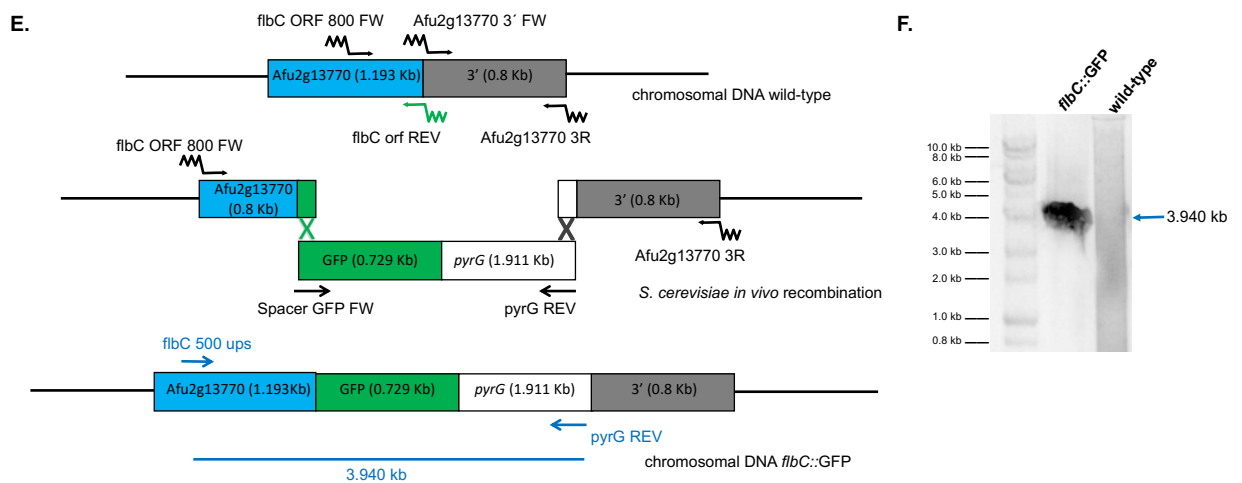 E.
flbC ORF 800 FW
Afu2g13770 3´ FW
Afu2g13770 (1.193 Kb)
3’ (0.8 Kb)
chromosomal DNA wild-type
flbC orf REV
Afu2g13770 3R
flbC ORF 800 FW
Afu2g13770
(0.8 Kb)
3’ (0.8 Kb)
GFP (0.729 Kb)
pyrG (1.911 Kb)
Afu2g13770 3R
Spacer GFP FW
pyrG REV
S. cerevisiae in vivo recombination
flbC 500 ups
Afu2g13770 (1.193Kb)
GFP (0.729 Kb)
pyrG (1.911 Kb)
3’ (0.8 Kb)
pyrG REV
chromosomal DNA flbC::GFP
3.940 kb
F.
flbC::GFP
wild-type
10.0 kb
8.0 kb
6.0 kb
5.0 kb
4.0 kb
3.940 kb
3.0 kb
2.0 kb
1.0 kb
0.8 kb